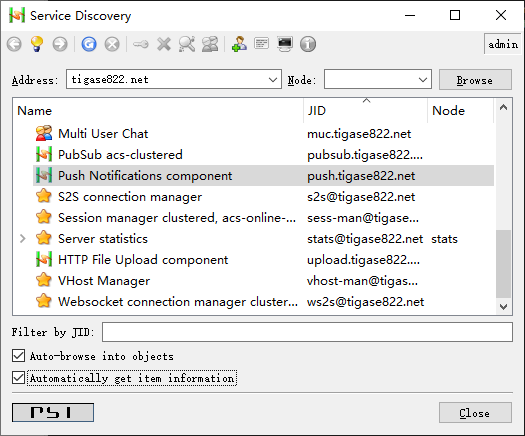 Service Discovery
admin
Address: tigase822.net Node: Browse
Name JID Node
Multi User Chat muc.tigase822.net
PubSub acs-clustered pubsub.tigase822....
Push Notifications component push.tigase822.net
S2S connection manager s2s@tigase822.net
Session manager clustered, acs-online-... sess-man@tigase...
Server statistics stats@tigase822.net stats
HTTP File Upload component upload.tigase822.net
VHost Manager vhost-man@tigas...
Websocket connection manager cluster... ws2s@tigase822.net
Filter by JID:
Auto-browse into objects
Automatically get item information
PSI Close